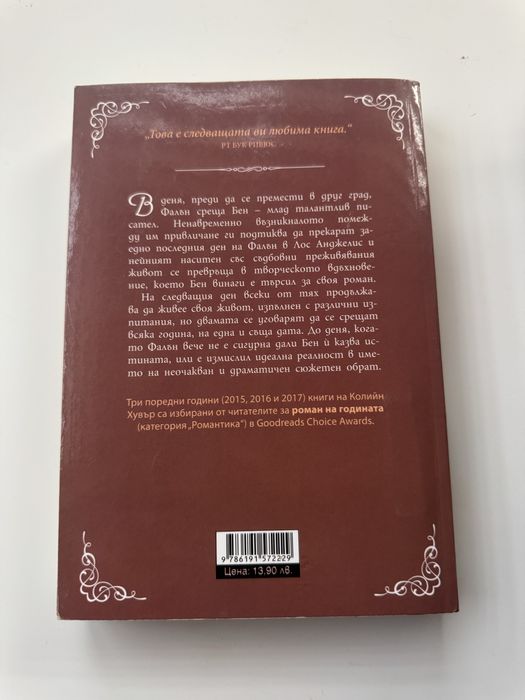 „Това е следващата ви любима книга.“
РТ БУК РИВЮС
В деня, преди да се премести в друг град,
Фалън среща Бен – млад талантлив пи-
сател. Ненавременно възникналото помеж-
ду им привличане ги подтиква да прекарат за-
едно последния ден на Фалън в Лос Анджелис и
нейният наситен със съдбовни преживявания
живот се превръща в творческото вдъхнове-
ние, което Бен винаги е търсил за своя роман.
На следващия ден всеки от тях продължа-
ва да живее своя живот, изпълнен с различни из-
питания, но двамата се уговарят да се срещат
всяка година, на една и съща дата. До деня, кога-
то Фалън вече не е сигурна дали Бен ѝ казва ис-
тината, или е измислил идеална реалност в име-
то на неочакван и драматичен сюжетен обрат.
Три поредни години (2015, 2016 и 2017) книги на Колийн
Хувър са избирани от читателите за роман на годината
(категория „Романтика“) в Goodreads Choice Awards.
9 786191 572229
Цена: 13.90 лв.